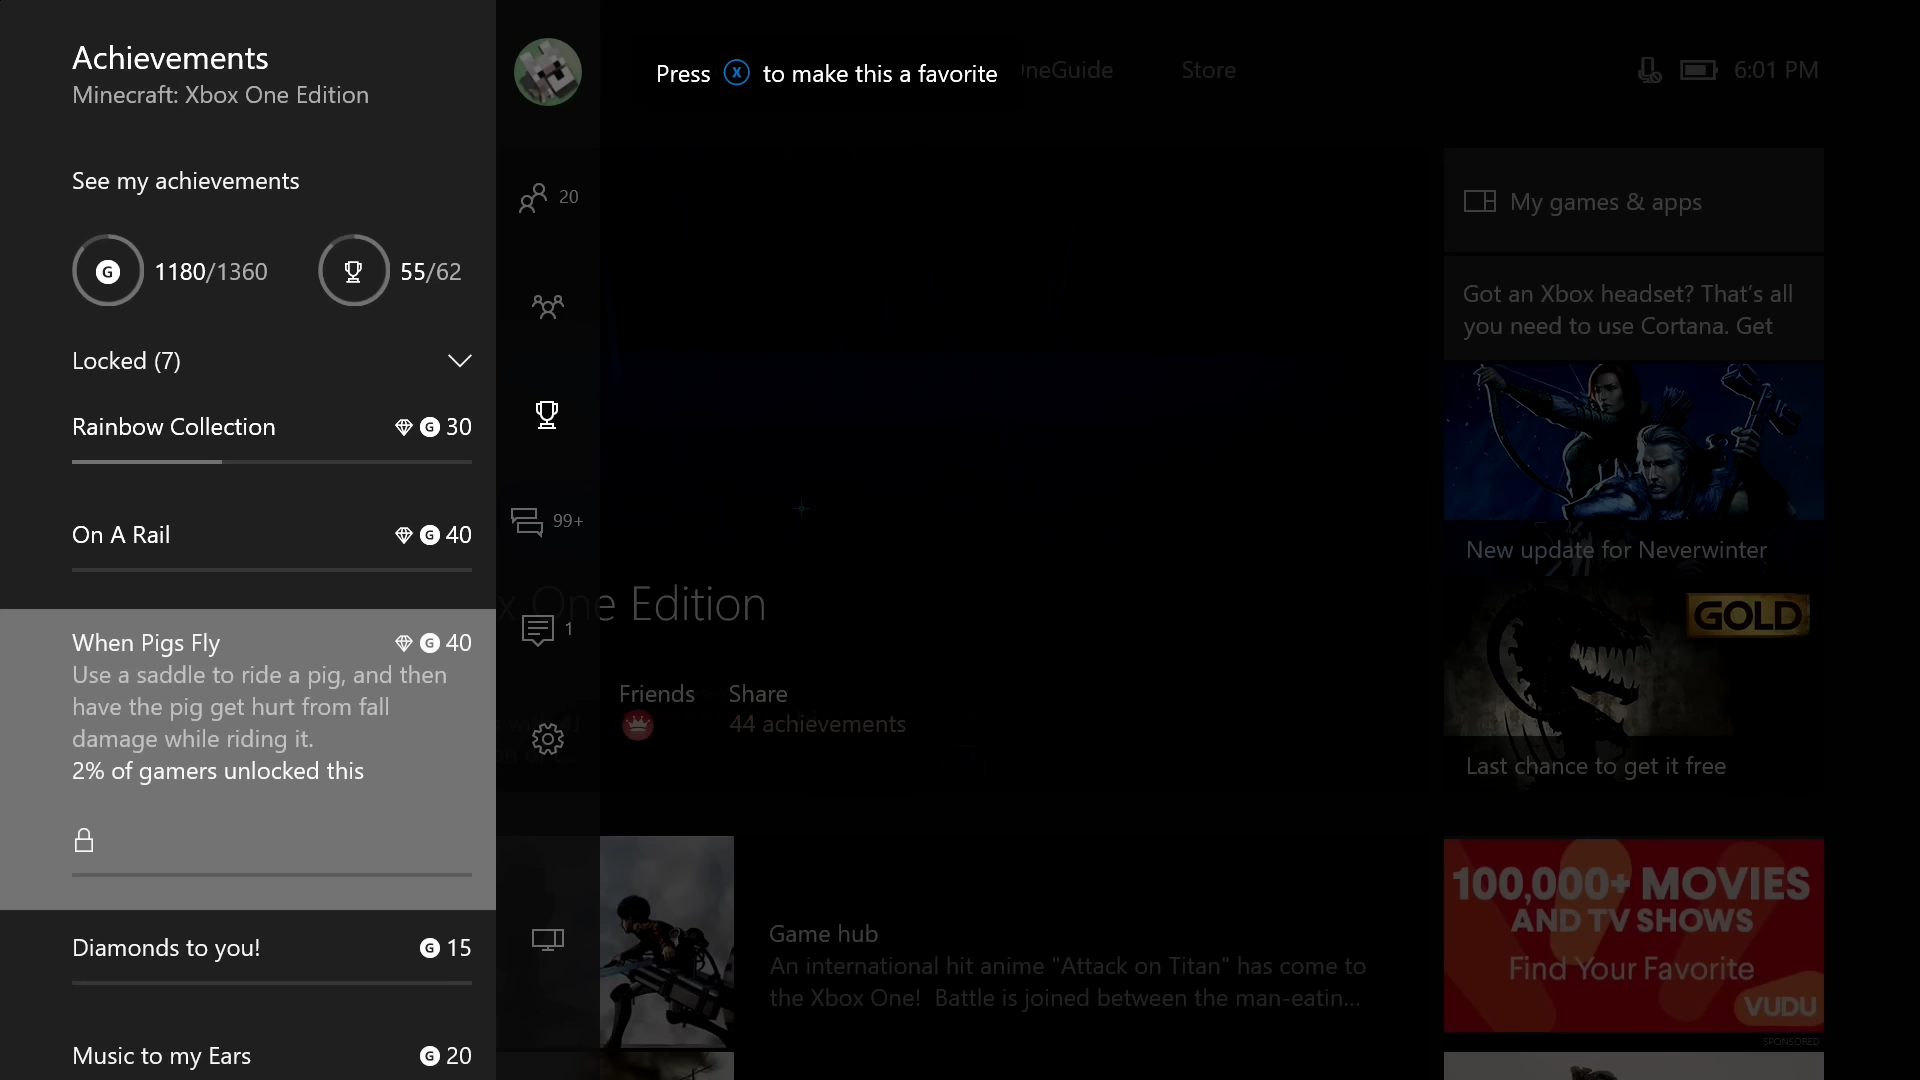 Achievements
Minecraft: Xbox One Edition
See my achievements
G 1180/1360
55/62
Locked (7)
Rainbow Collection G 30
On A Rail G 40
When Pigs Fly G 40
Use a saddle to ride a pig, and then
have the pig get hurt from fall
damage while riding it.
2% of gamers unlocked this
Diamonds to you! G 15
Music to my Ears G 20
20
99+
1
Press X to make this a favorite
neGuide
Store
6:01 PM
x One Edition
Friends
Share
44 achievements
Game hub
An international hit anime "Attack on Titan" has come to
the Xbox One! Battle is joined between the man-eatin...
My games & apps
Got an Xbox headset? That's all
you need to use Cortana. Get
New update for Neverwinter
GOLD
Last chance to get it free
100,000+ MOVIES
AND TV SHOWS
Find Your Favorite
VUDU
SPONSORED